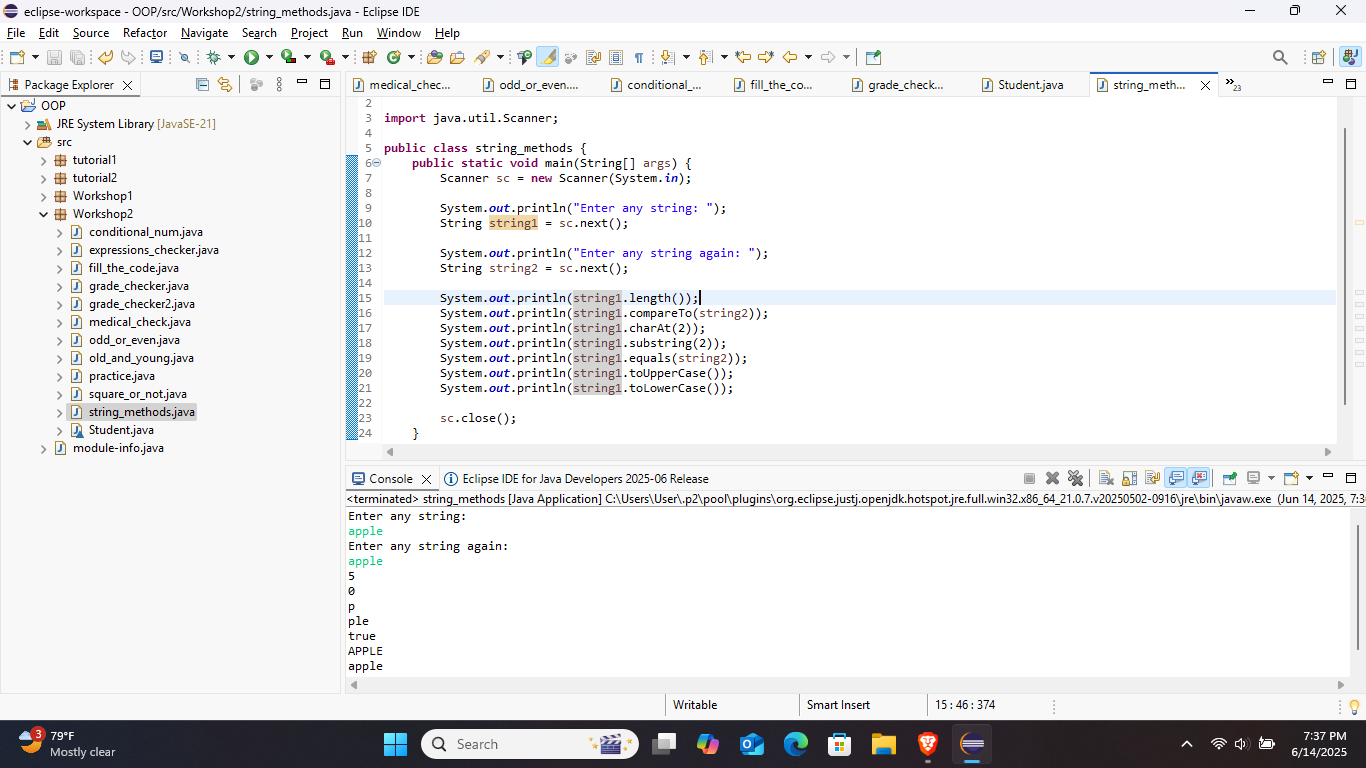 eclipse-workspace - OOP/src/Workshop2/string_methods.java - Eclipse IDE
File Edit Source Refactor Navigate Search Project Run Window Help
Package Explorer
medical_chec... odd_or_even.... conditional_... fill_the_co... grade_check... Student.java string_meth... 23
OOP
JRE System Library [JavaSE-21]
src
tutorial1
tutorial2
Workshop1
Workshop2
conditional_num.java
expressions_checker.java
fill_the_code.java
grade_checker.java
grade_checker2.java
medical_check.java
odd_or_even.java
old_and_young.java
practice.java
square_or_not.java
string_methods.java
Student.java
module-info.java
2
3 import java.util.Scanner;
4
5 public class string_methods {
6 public static void main(String[] args) {
7 Scanner sc = new Scanner(System.in);
8
9 System.out.println("Enter any string: ");
10 String string1 = sc.next();
11
12 System.out.println("Enter any string again: ");
13 String string2 = sc.next();
14
15 System.out.println(string1.length());
16 System.out.println(string1.compareTo(string2));
17 System.out.println(string1.charAt(2));
18 System.out.println(string1.substring(2));
19 System.out.println(string1.equals(string2));
20 System.out.println(string1.toUpperCase());
21 System.out.println(string1.toLowerCase());
22
23 sc.close();
24 }
Console Eclipse IDE for Java Developers 2025-06 Release
<terminated> string_methods [Java Application] C:\Users\User\.p2\pool\plugins\org.eclipse.justj.openjdk.hotspot.jre.full.win32.x86_64_21.0.7.v20250502-0916\jre\bin\javaw.exe (Jun 14, 2025, 7:3
Enter any string:
apple
Enter any string again:
apple
5
0
p
ple
true
APPLE
apple
Writable Smart Insert 15 : 46 : 374
3 79°F
Mostly clear
Search
7:37 PM
6/14/2025